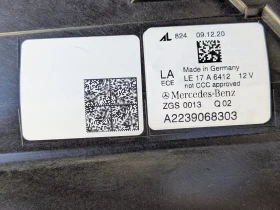 AL 824 09.12.20
Made in Germany
LA LE 17 A 6412 12 V
ECE not CCC approved
Mercedes-Benz
ZGS 0013 Q 02
A2239068303